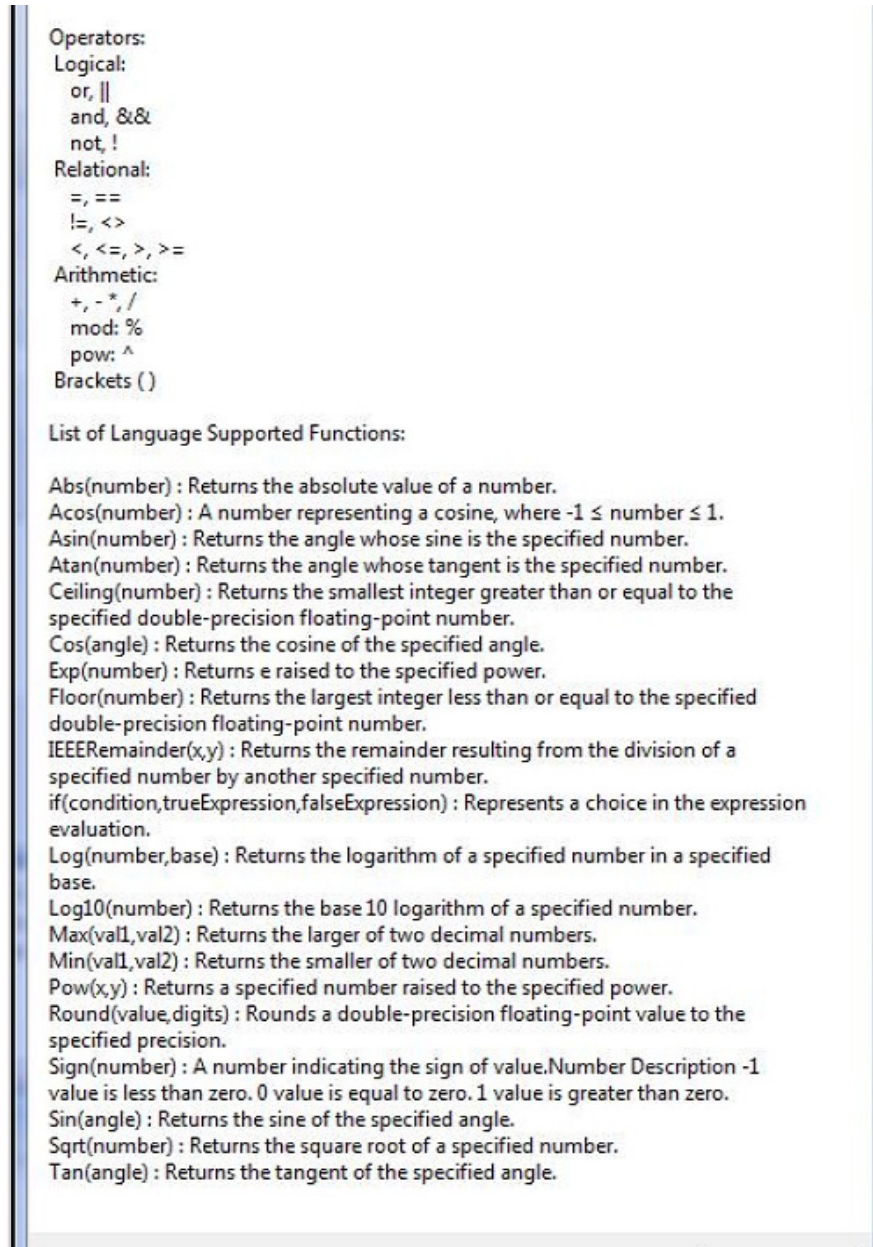 Operators:
Logical:
or, ||
and, &&
not, !
Relational:
=, ==
!=, <>
<, <=, >, >=
Arithmetic:
+, - *, /
mod: %
pow: ^
Brackets ( )
List of Language Supported Functions:
Abs(number) : Returns the absolute value of a number.
Acos(number) : A number representing a cosine, where -1 ≤ number ≤ 1.
Asin(number) : Returns the angle whose sine is the specified number.
Atan(number) : Returns the angle whose tangent is the specified number.
Ceiling(number) : Returns the smallest integer greater than or equal to the
specified double-precision floating-point number.
Cos(angle) : Returns the cosine of the specified angle.
Exp(number) : Returns e raised to the specified power.
Floor(number) : Returns the largest integer less than or equal to the specified
double-precision floating-point number.
IEEERemainder(x,y) : Returns the remainder resulting from the division of a
specified number by another specified number.
if(condition,trueExpression,falseExpression) : Represents a choice in the expression
evaluation.
Log(number,base) : Returns the logarithm of a specified number in a specified
base.
Log10(number) : Returns the base 10 logarithm of a specified number.
Max(val1,val2) : Returns the larger of two decimal numbers.
Min(val1,val2) : Returns the smaller of two decimal numbers.
Pow(x,y) : Returns a specified number raised to the specified power.
Round(value,digits) : Rounds a double-precision floating-point value to the
specified precision.
Sign(number) : A number indicating the sign of value.Number Description -1
value is less than zero. 0 value is equal to zero. 1 value is greater than zero.
Sin(angle) : Returns the sine of the specified angle.
Sqrt(number) : Returns the square root of a specified number.
Tan(angle) : Returns the tangent of the specified angle.